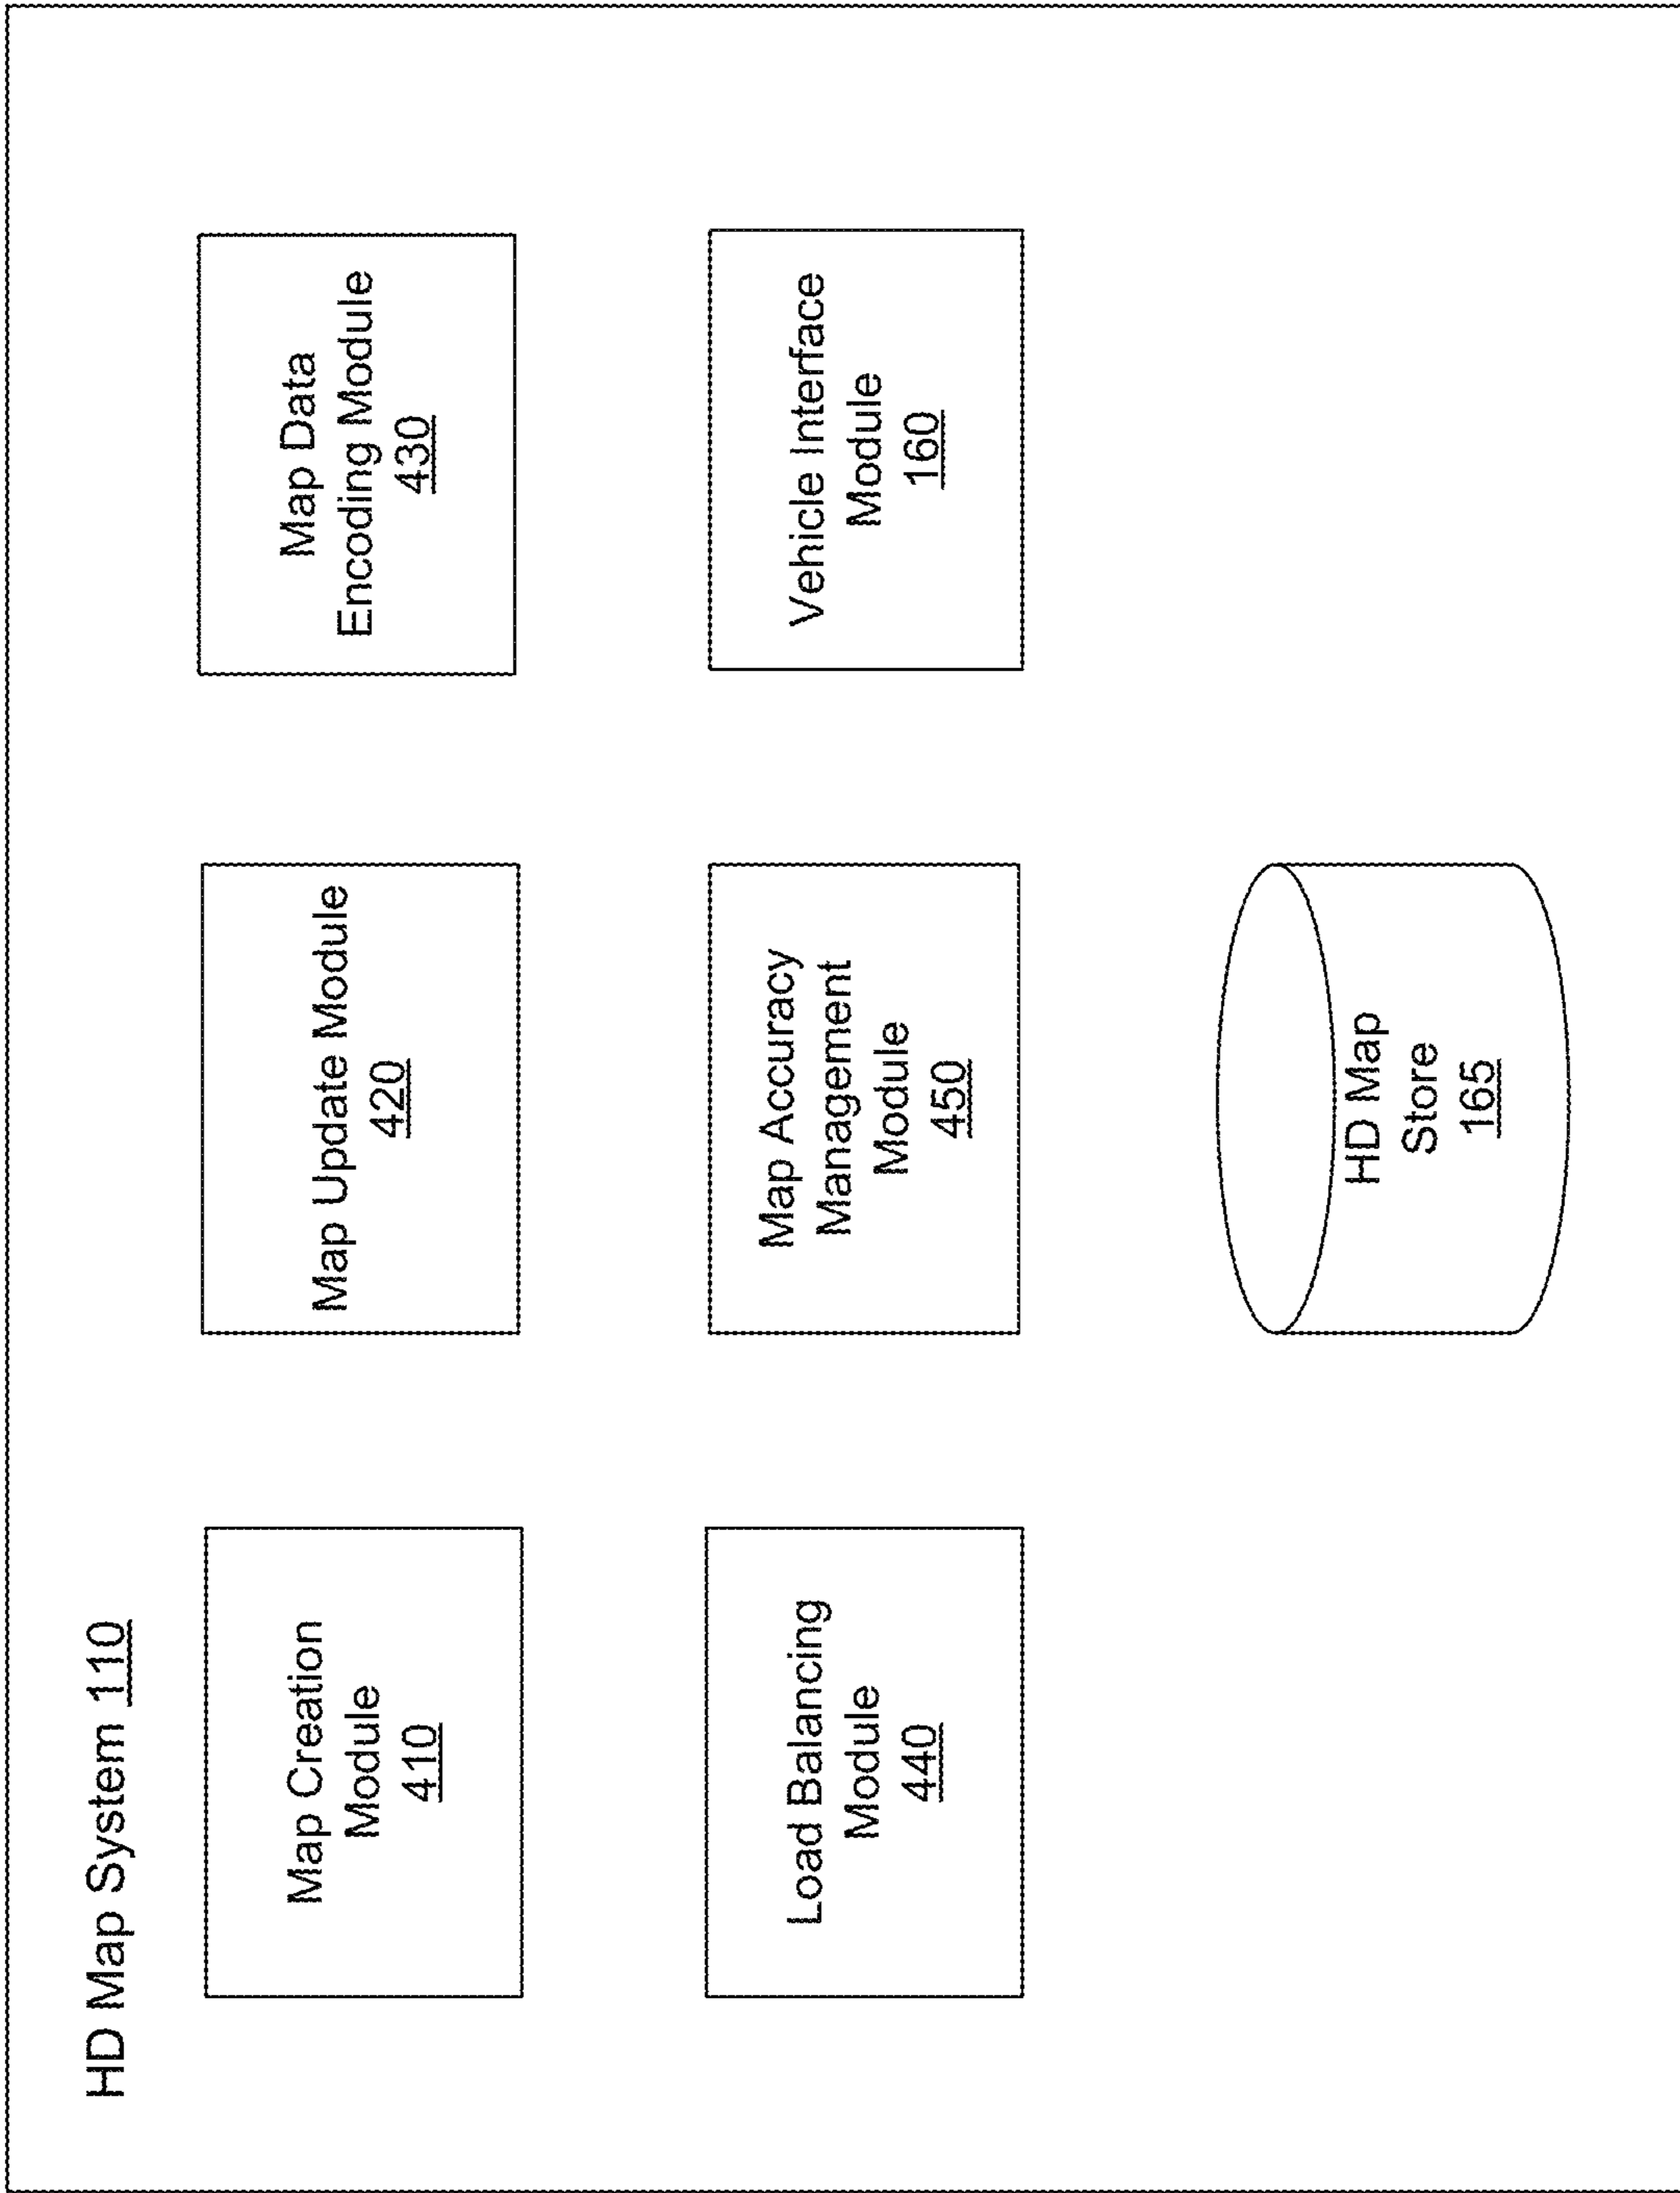 HD Map System 110
Map Creation
Module
410
Map Update Module
420
Map Data
Encoding Module
430
Load Balancing
Module
440
Map Accuracy
Management
Module
450
Vehicle Interface
Module
160
HD Map
Store
165